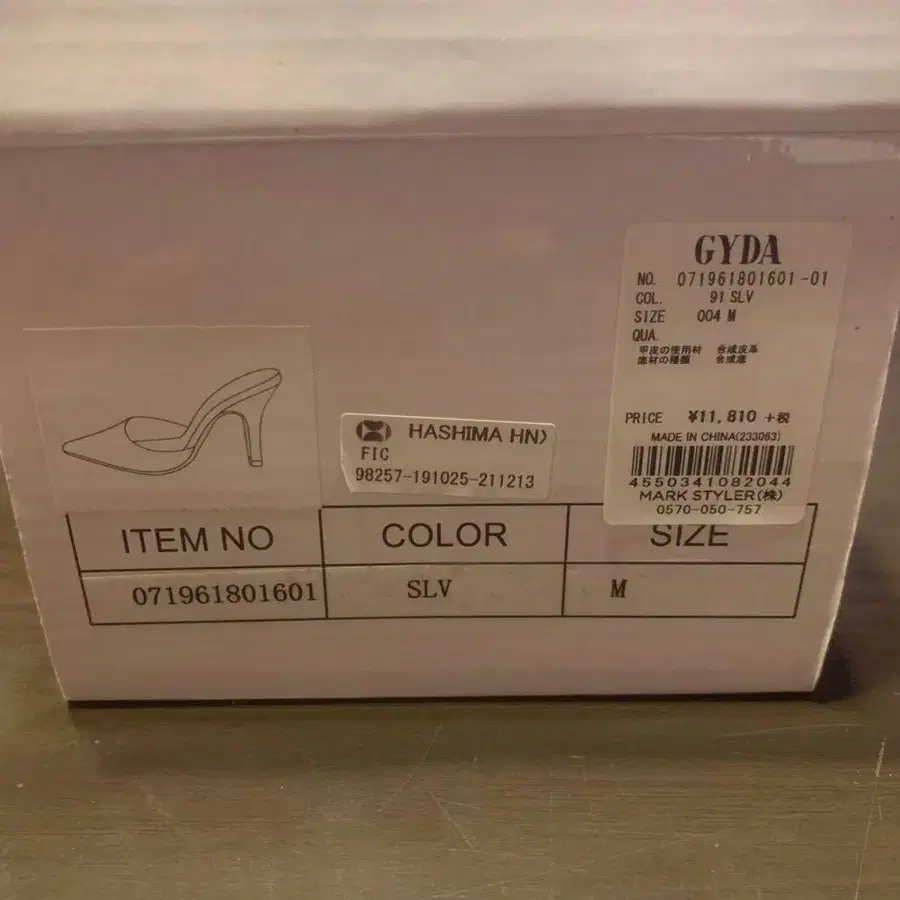 GYDA
NO. 071961801601-01
COL. 91 SLV
SIZE 004 M
QUA.
甲皮の使用材 合成皮革
底材の種類 合成底
PRICE ¥11,810 +税
MADE IN CHINA(233063)
4550341082044
MARK STYLER(株)
0570-050-757
HASHIMA HN
FIC
98257-191025-211213
ITEM NO COLOR SIZE
071961801601 SLV M